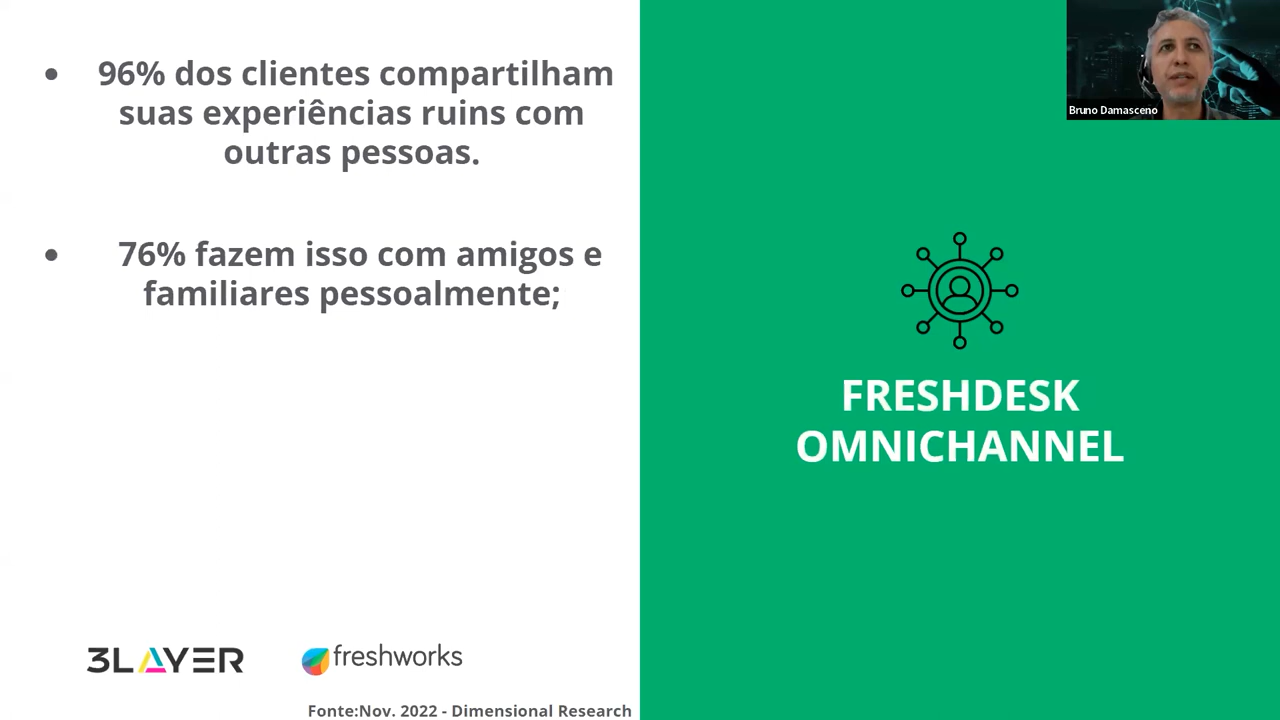 96% dos clientes compartilham
suas experiências ruins com
outras pessoas.
76% fazem isso com amigos e
familiares pessoalmente;
3LAYER
freshworks
Fonte:Nov. 2022 - Dimensional Research
Bruno Damasceno
FRESHDESK
OMNICHANNEL